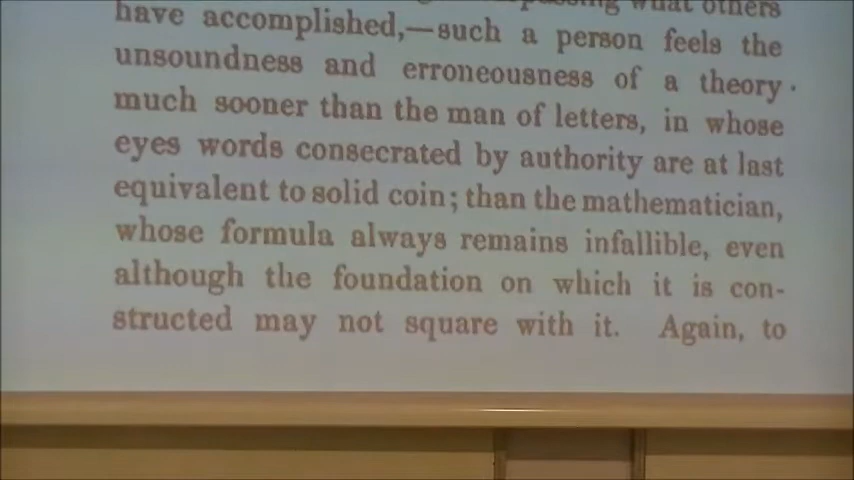 what others
have accomplished,—such a person feels the
unsoundness and erroneousness of a theory
much sooner than the man of letters, in whose
eyes words consecrated by authority are at last
equivalent to solid coin; than the mathematician,
whose formula always remains infallible, even
although the foundation on which it is con-
structed may not square with it. Again, to